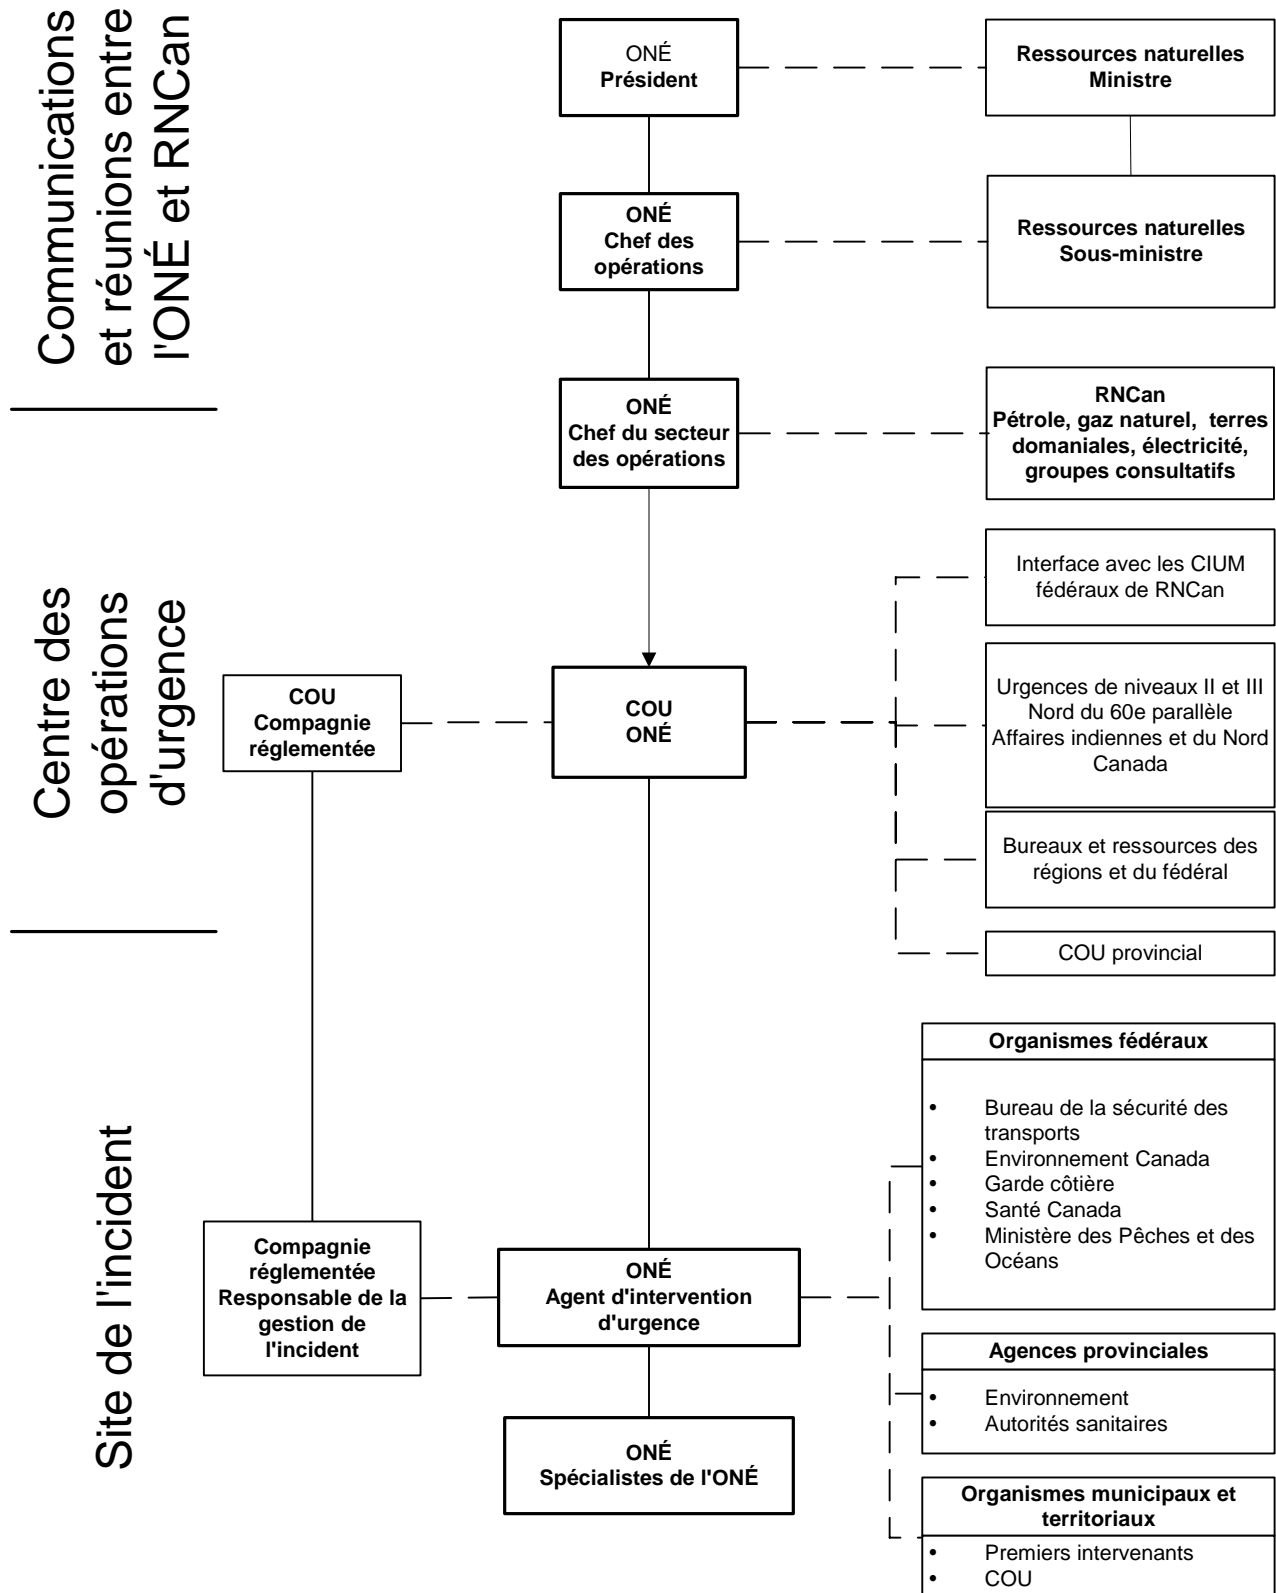 Communications
et réunions entre
l'ONÉ et RNCan
ONÉ
Président
Ressources naturelles
Ministre
ONÉ
Chef des
opérations
Ressources naturelles
Sous-ministre
ONÉ
Chef du secteur
des opérations
RNCan
Pétrole, gaz naturel, terres
domaniales, électricité,
groupes consultatifs
Centre des
opérations
d'urgence
COU
Compagnie
réglementée
COU
ONÉ
Interface avec les CIUM
fédéraux de RNCan
Urgences de niveaux II et III
Nord du 60e parallèle
Affaires indiennes et du Nord
Canada
Bureaux et ressources des
régions et du fédéral
COU provincial
Site de l'incident
Compagnie
réglementée
Responsable de la
gestion de
l'incident
ONÉ
Agent d'intervention
d'urgence
ONÉ
Spécialistes de l'ONÉ
Organismes fédéraux
• Bureau de la sécurité des
transports
• Environnement Canada
• Garde côtière
• Santé Canada
• Ministère des Pêches et des
Océans
Agences provinciales
• Environnement
• Autorités sanitaires
Organismes municipaux et
territoriaux
• Premiers intervenants
• COU